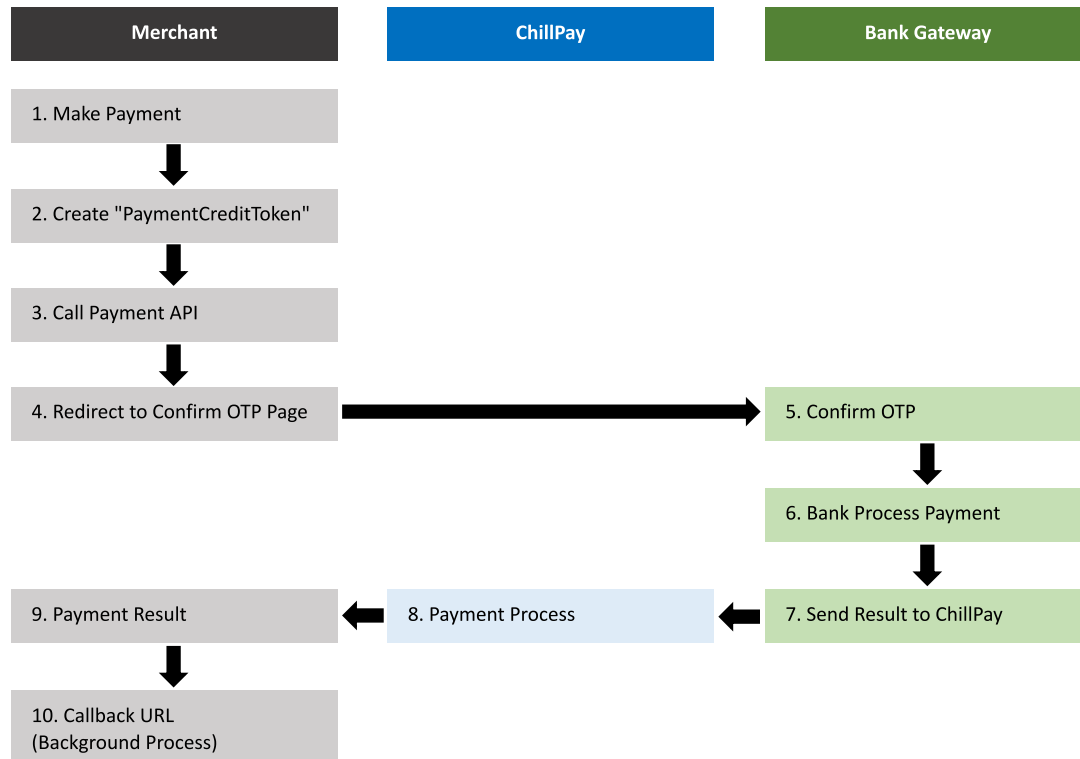 Merchant
ChillPay
Bank Gateway
1. Make Payment
2. Create "PaymentCreditToken"
3. Call Payment API
4. Redirect to Confirm OTP Page
5. Confirm OTP
6. Bank Process Payment
9. Payment Result
8. Payment Process
7. Send Result to ChillPay
10. Callback URL
(Background Process)